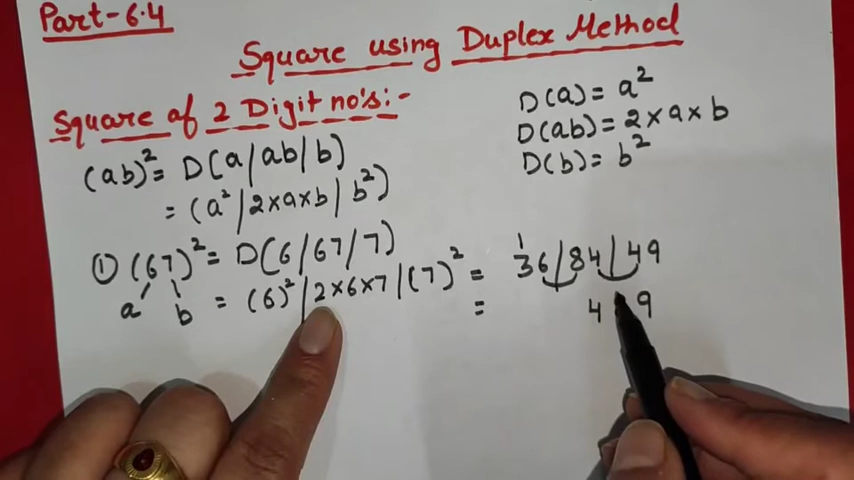 Part-6.4
Square using Duplex Method
Square of 2 Digit no's:-
D(a) = a²
D(ab) = 2×a×b
D(b) = b²
(ab)² = D(a/ab/b)
= (a²/2×a×b/b²)
① (67)² = D(6/67/7)
a b = (6)²/2×6×7/(7)² = ¹36/84/49
= 4 9